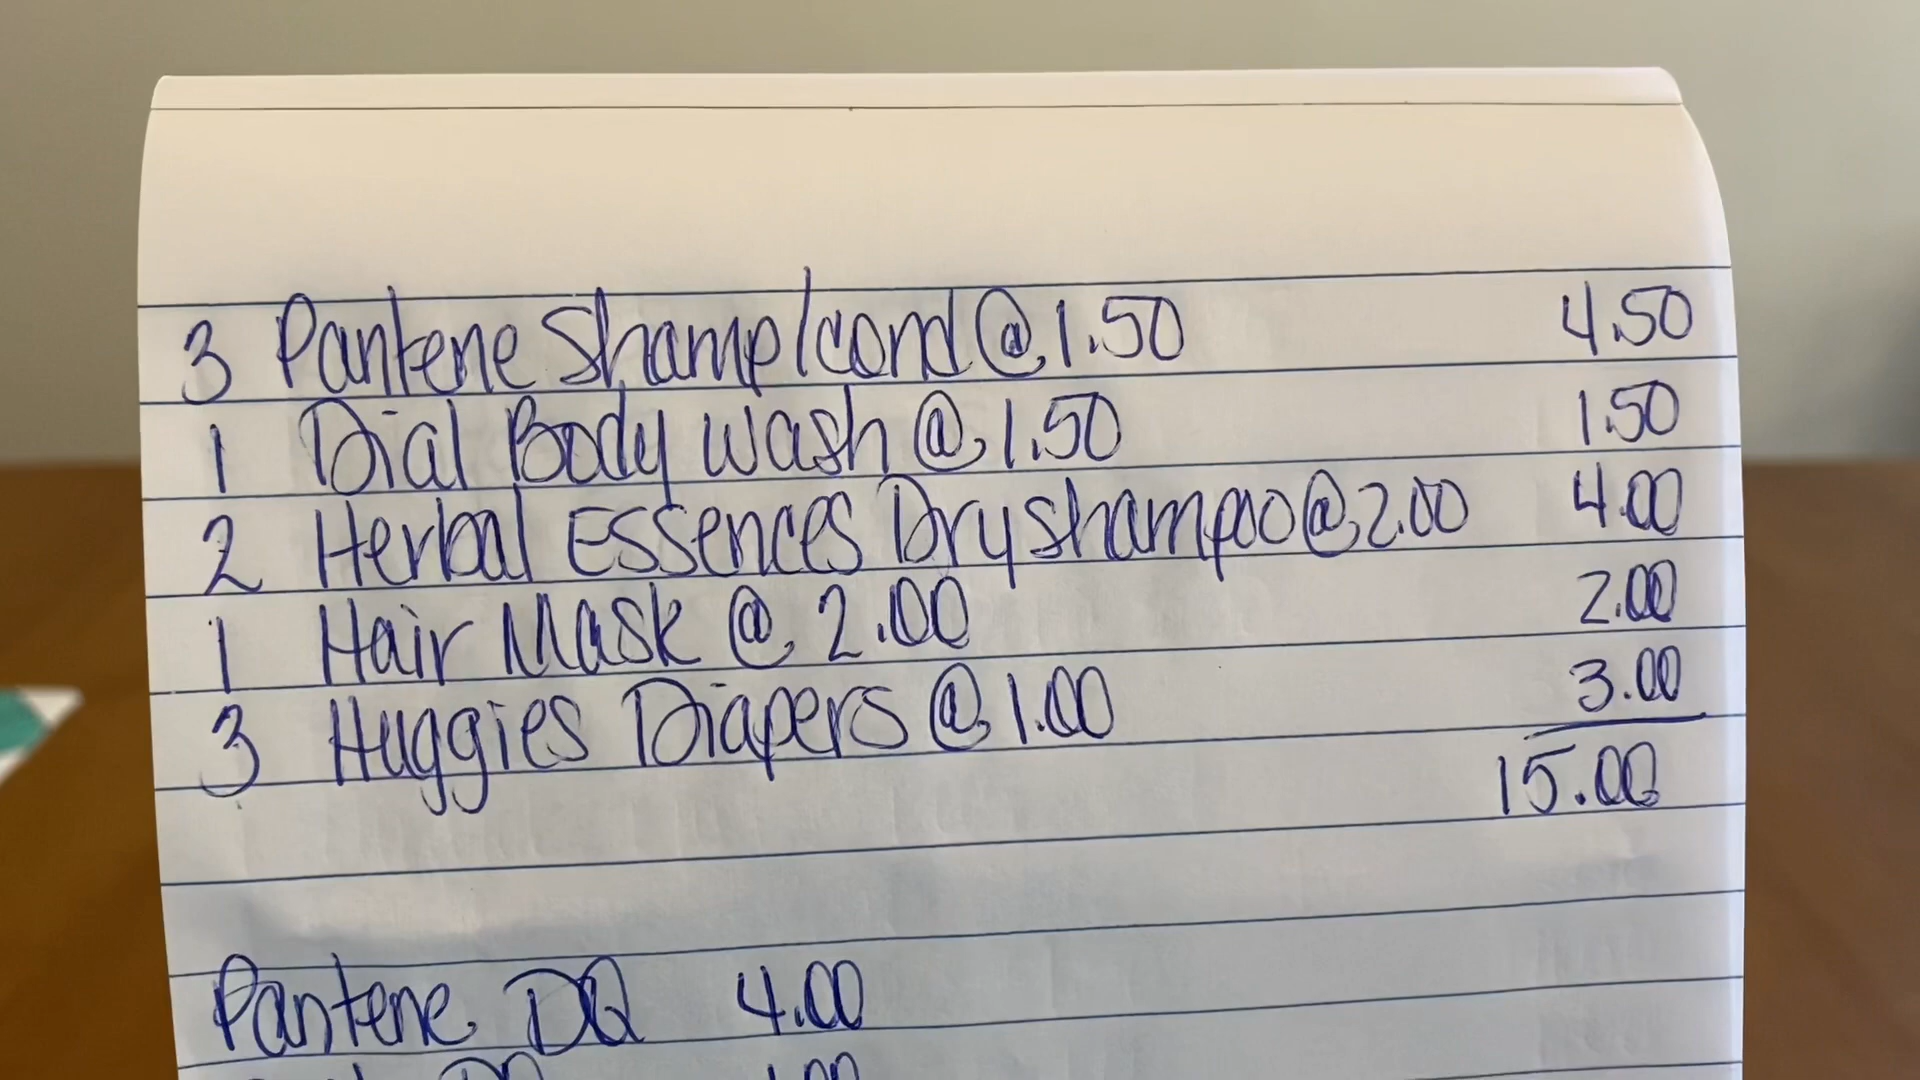 3 Pantene Shamp/cond @ 1.50 4.50
1 Dial Body Wash @ 1.50 1.50
2 Herbal Essences Dry shampoo @ 2.00 4.00
1 Hair Mask @ 2.00 2.00
3 Huggies Diapers @ 1.00 3.00
15.00
Pantene DQ 4.00